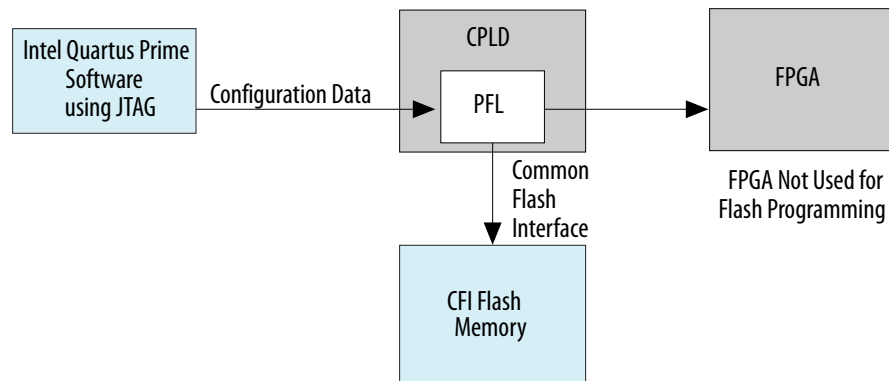 Intel Quartus Prime
Software
using JTAG
Configuration Data
CPLD
PFL
FPGA
FPGA Not Used for
Flash Programming
Common
Flash
Interface
CFI Flash
Memory